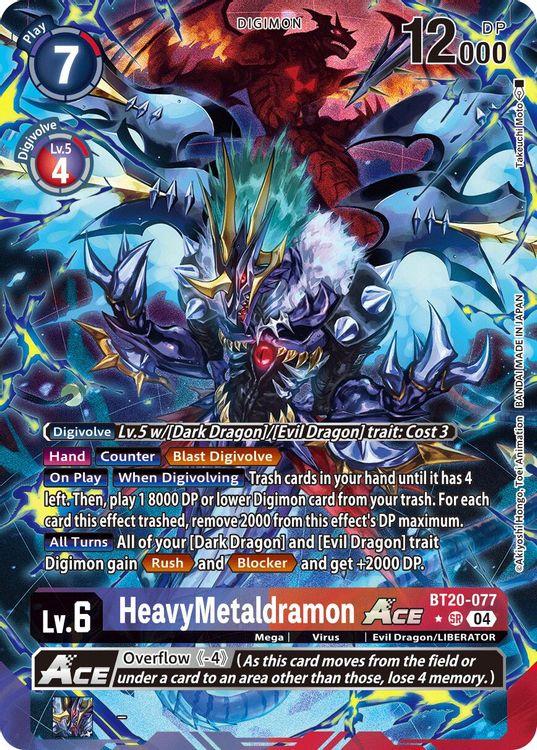 Play
7
DIGIMON
DP
12000
Digivolve
Lv.5
4
Takeuchi Moto
Digivolve Lv.5 w/[Dark Dragon]/[Evil Dragon] trait: Cost 3
Hand Counter Blast Digivolve
On Play When Digivolving Trash cards in your hand until it has 4
left. Then, play 1 8000 DP or lower Digimon card from your trash. For each
card this effect trashed, remove 2000 from this effect's DP maximum.
All Turns All of your [Dark Dragon] and [Evil Dragon] trait
Digimon gain Rush and Blocker and get +2000 DP.
©Akiyoshi Hongo, Toei Animation BANDAI MADE IN JAPAN
Lv.6 HeavyMetaldramon ACE BT20-077
SR 04
Mega Virus Evil Dragon/LIBERATOR
ACE Overflow 《-4》 (As this card moves from the field or
under a card to an area other than those, lose 4 memory.)
-